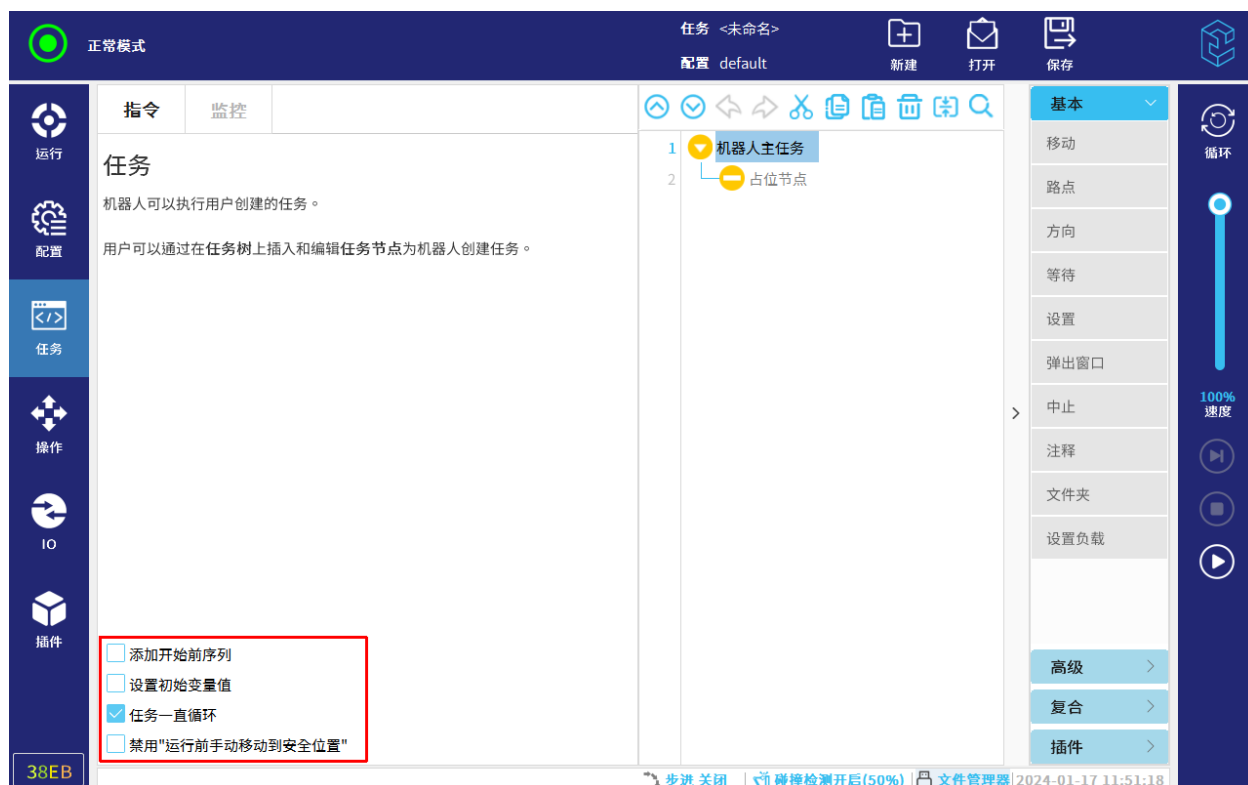 正常模式
任务 <未命名>
配置 default
新建
打开
保存
运行
配置
任务
操作
IO
插件
38EB
指令
监控
任务
机器人可以执行用户创建的任务。
用户可以通过在任务树上插入和编辑任务节点为机器人创建任务。
添加开始前序列
设置初始变量值
任务一直循环
禁用"运行前手动移动到安全位置"
1 机器人主任务
2 占位节点
基本
移动
路点
方向
等待
设置
弹出窗口
中止
注释
文件夹
设置负载
高级
复合
插件
循环
100%
速度
步进 关闭 碰撞检测开启(50%) 文件管理器 2024-01-17 11:51:18